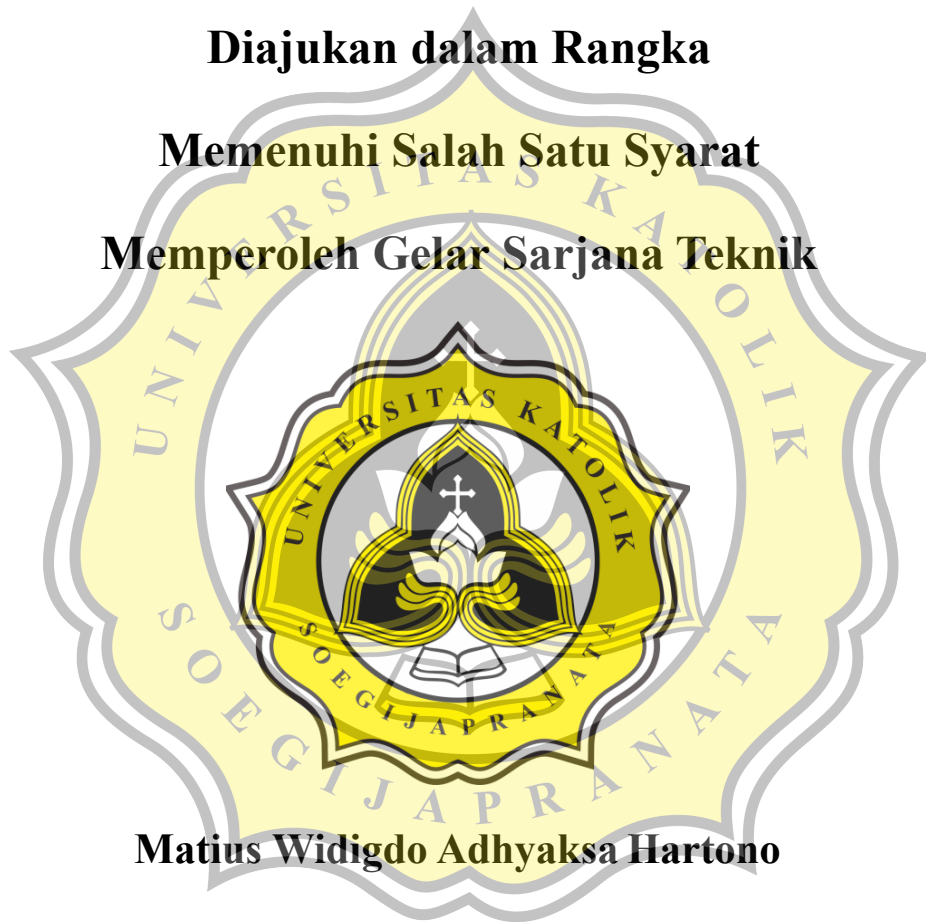 Diajukan dalam Rangka
Memenuhi Salah Satu Syarat
Memperoleh Gelar Sarjana Teknik
UNIVERSITAS KATOLIK
SOEGIJAPRANATA
UNIVERSITAS KATOLIK
SOEGIJAPRANATA
Matius Widigdo Adhyaksa Hartono